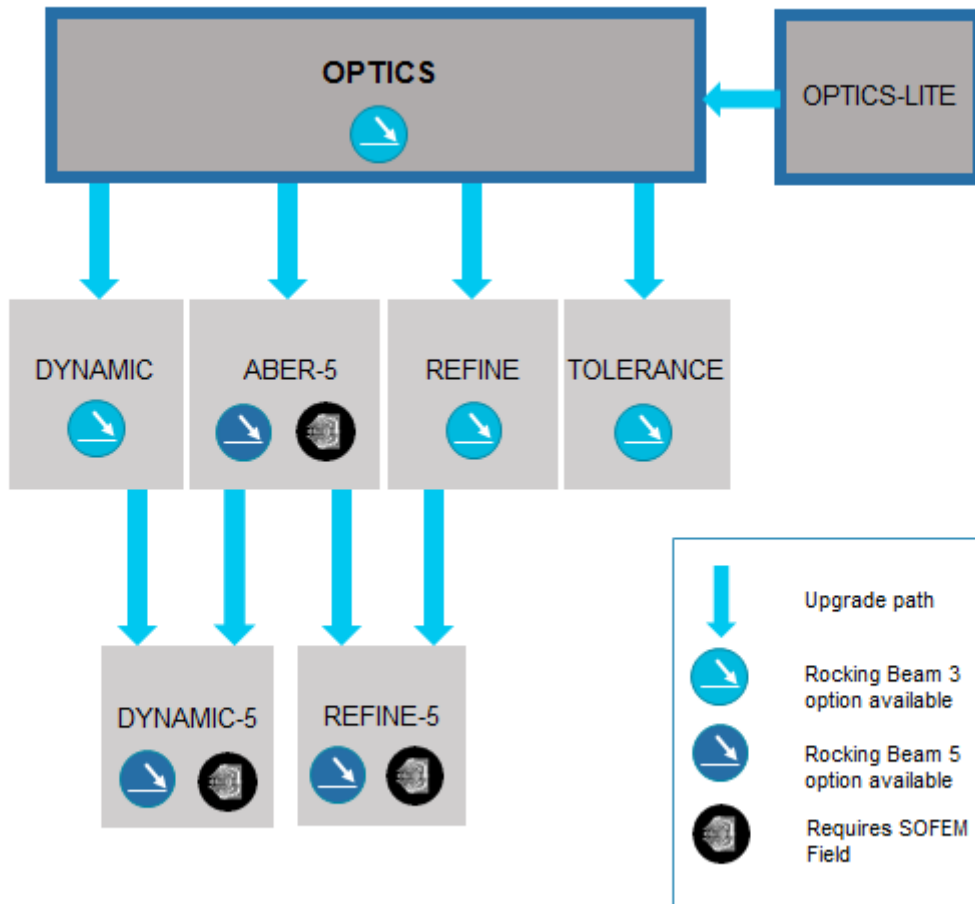 OPTICS
OPTICS-LITE
DYNAMIC
ABER-5
REFINE
TOLERANCE
DYNAMIC-5
REFINE-5
Upgrade path
Rocking Beam 3
option available
Rocking Beam 5
option available
Requires SOFEM
Field